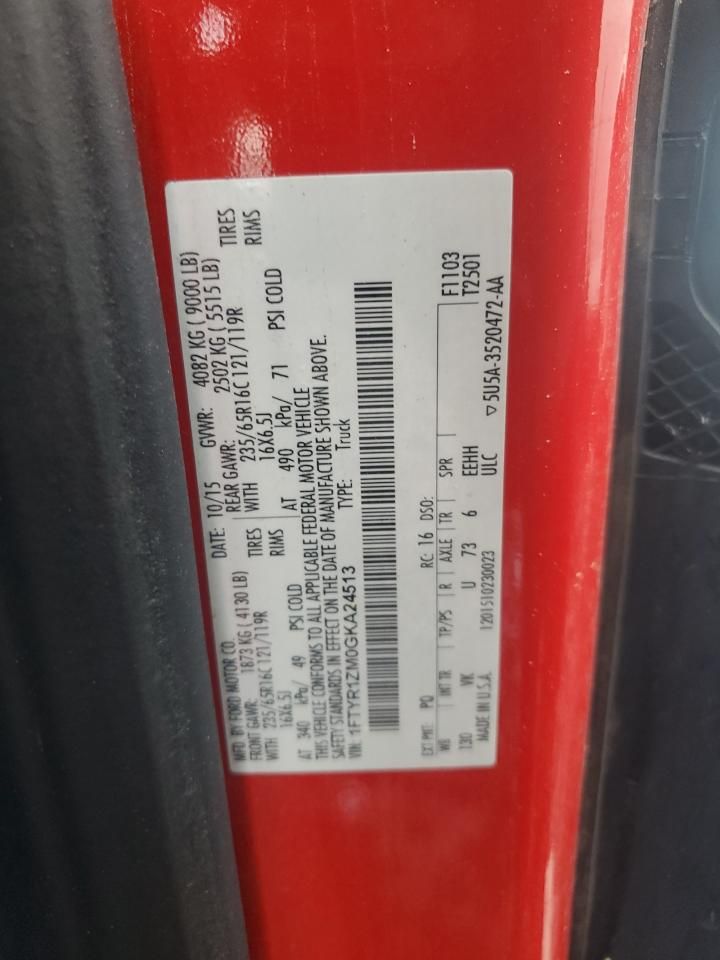 MFD. BY FORD MOTOR CO. DATE: 10/15 GVWR: 4082 KG ( 9000 LB)
FRONT GAWR: 1873 KG ( 4130 LB) REAR GAWR: 2502 KG ( 5515 LB)
WITH 235/65R16C 121/119R TIRES WITH 235/65R16C 121/119R TIRES
16X6.5J RIMS 16X6.5J RIMS
AT 340 kPa/ 49 PSI COLD AT 490 kPa/ 71 PSI COLD
THIS VEHICLE CONFORMS TO ALL APPLICABLE FEDERAL MOTOR VEHICLE
SAFETY STANDARDS IN EFFECT ON THE DATE OF MANUFACTURE SHOWN ABOVE.
VIN: 1FTYR1ZM0GKA24513 TYPE: Truck
EXT PNT: PQ RC: 16 DSO: F1103
WB INT TR TP/PS R AXLE TR SPR T2501
130 VK U 73 6 EEHH
MADE IN U.S.A. 1201510230023 ULC ▽ 5U5A-3520472-AA